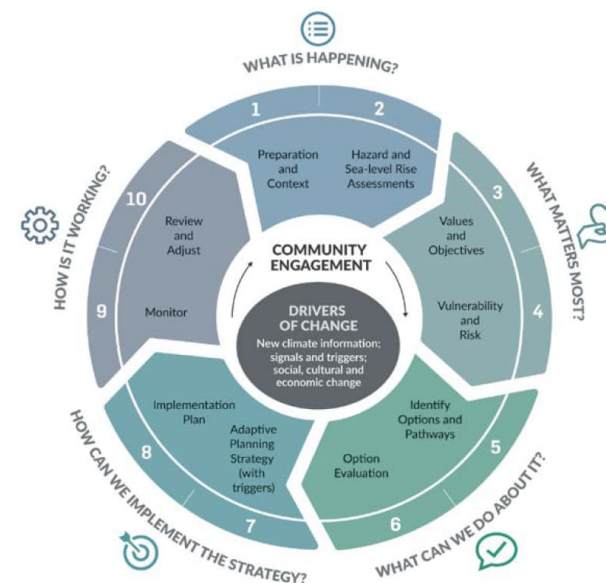 WHAT IS HAPPENING?
1
Preparation
and
Context
2
Hazard and
Sea-level Rise
Assessments
WHAT MATTERS MOST?
3
Values
and
Objectives
4
Vulnerability
and
Risk
WHAT CAN WE DO ABOUT IT?
5
Identify
Options and
Pathways
6
Option
Evaluation
HOW CAN WE IMPLEMENT THE STRATEGY?
7
Adaptive
Planning
Strategy
(with
triggers)
8
Implementation
Plan
HOW IS IT WORKING?
9
Monitor
10
Review
and
Adjust
COMMUNITY
ENGAGEMENT
DRIVERS
OF CHANGE
New climate information;
signals and triggers;
social, cultural and
economic change